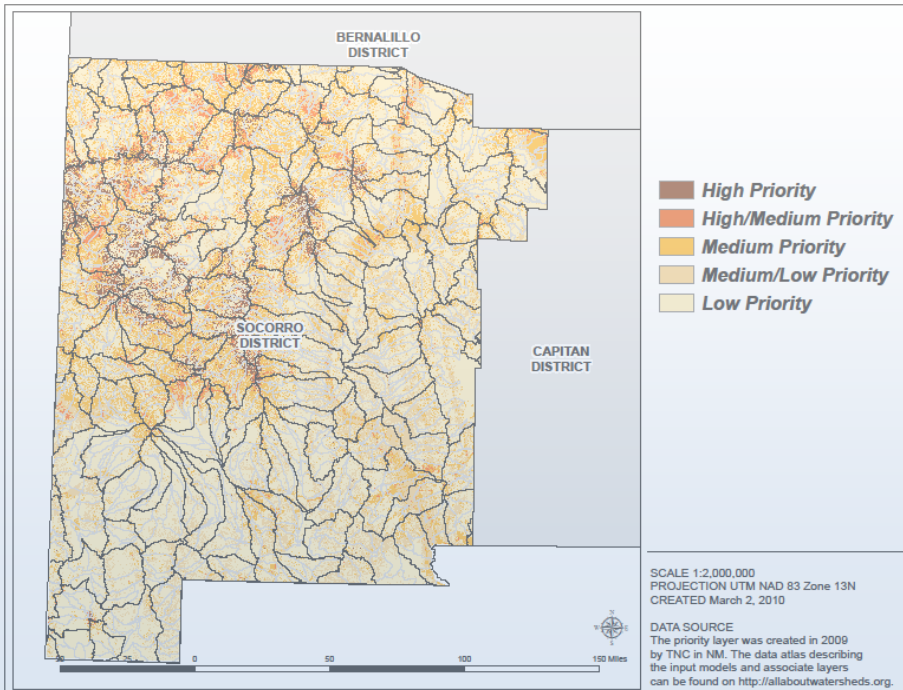 BERNALILLO
DISTRICT
High Priority
High/Medium Priority
Medium Priority
Medium/Low Priority
Low Priority
SOCORRO
DISTRICT
CAPITAN
DISTRICT
SCALE 1:2,000,000
PROJECTION UTM NAD 83 Zone 13N
CREATED March 2, 2010
DATA SOURCE
The priority layer was created in 2009
by TNC in NM. The data atlas describing
the input models and associate layers
can be found on http://allaboutwatersheds.org.
0 50 100 150 Miles